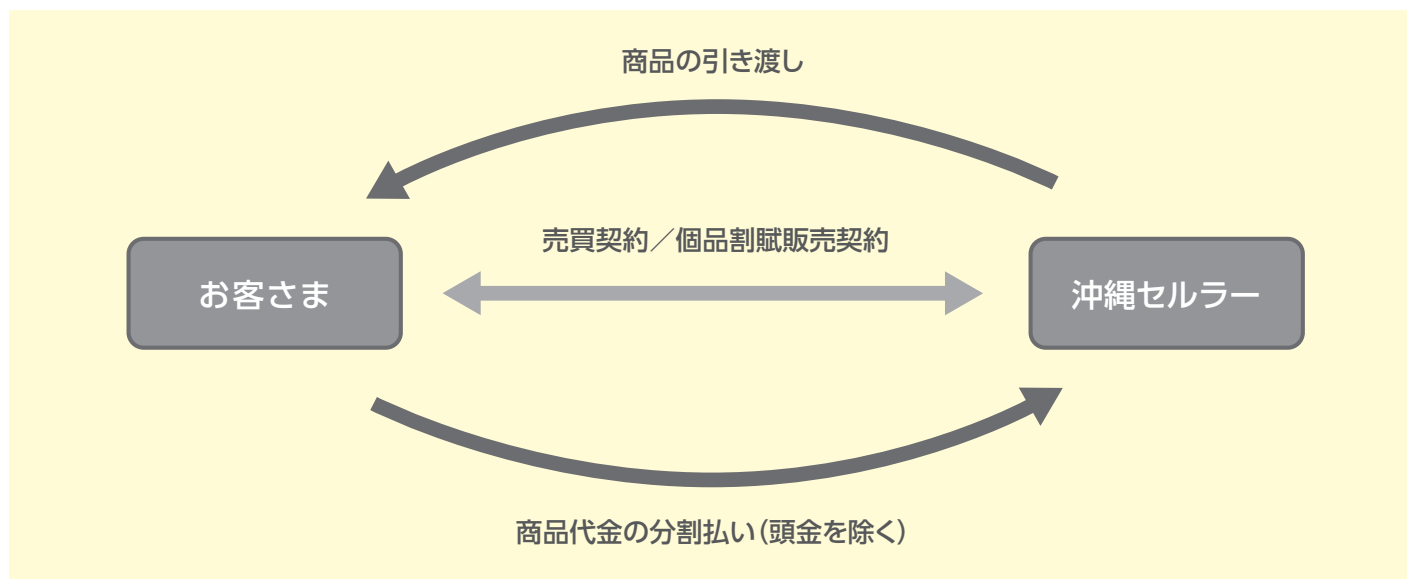 商品の引き渡し
売買契約／個品割賦販売契約
お客さま
沖縄セルラー
商品代金の分割払い（頭金を除く）